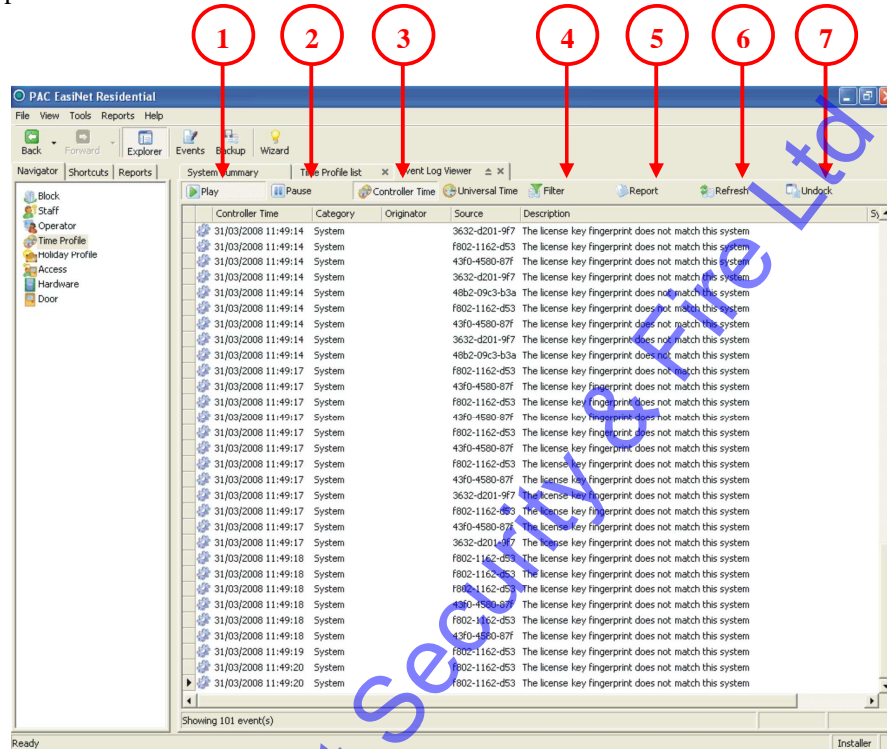 1 2 3 4 5 6 7
PAC EasiNet Residential
File View Tools Reports Help
Back Forward Explorer Events Backup Wizard
Navigator Shortcuts Reports
System Summary Time Profile list Event Log Viewer
Play Pause Controller Time Universal Time Filter Report Refresh Undock
Block
Staff
Operator
Time Profile
Holiday Profile
Access
Hardware
Door
Controller Time Category Originator Source Description Sy
31/03/2008 11:49:14 System 3632-d201-9f7 The license key fingerprint does not match this system
31/03/2008 11:49:14 System f802-1162-d53 The license key fingerprint does not match this system
31/03/2008 11:49:14 System 43f0-4580-87f The license key fingerprint does not match this system
31/03/2008 11:49:14 System 3632-d201-9f7 The license key fingerprint does not match this system
31/03/2008 11:49:14 System 48b2-09c3-b3a The license key fingerprint does not match this system
31/03/2008 11:49:14 System f802-1162-d53 The license key fingerprint does not match this system
31/03/2008 11:49:14 System 43f0-4580-87f The license key fingerprint does not match this system
31/03/2008 11:49:14 System 3632-d201-9f7 The license key fingerprint does not match this system
31/03/2008 11:49:14 System 48b2-09c3-b3a The license key fingerprint does not match this system
31/03/2008 11:49:17 System f802-1162-d53 The license key fingerprint does not match this system
31/03/2008 11:49:17 System 43f0-4580-87f The license key fingerprint does not match this system
31/03/2008 11:49:17 System f802-1162-d53 The license key fingerprint does not match this system
31/03/2008 11:49:17 System 43f0-4580-87f The license key fingerprint does not match this system
31/03/2008 11:49:17 System f802-1162-d53 The license key fingerprint does not match this system
31/03/2008 11:49:17 System 43f0-4580-87f The license key fingerprint does not match this system
31/03/2008 11:49:17 System f802-1162-d53 The license key fingerprint does not match this system
31/03/2008 11:49:17 System 43f0-4580-87f The license key fingerprint does not match this system
31/03/2008 11:49:17 System 3632-d201-9f7 The license key fingerprint does not match this system
31/03/2008 11:49:17 System f802-1162-d53 The license key fingerprint does not match this system
31/03/2008 11:49:17 System 43f0-4580-87f The license key fingerprint does not match this system
31/03/2008 11:49:17 System 3632-d201-9f7 The license key fingerprint does not match this system
31/03/2008 11:49:18 System f802-1162-d53 The license key fingerprint does not match this system
31/03/2008 11:49:18 System f802-1162-d53 The license key fingerprint does not match this system
31/03/2008 11:49:18 System f802-1162-d53 The license key fingerprint does not match this system
31/03/2008 11:49:18 System 43f0-4580-87f The license key fingerprint does not match this system
31/03/2008 11:49:18 System f802-1162-d53 The license key fingerprint does not match this system
31/03/2008 11:49:18 System 43f0-4580-87f The license key fingerprint does not match this system
31/03/2008 11:49:19 System f802-1162-d53 The license key fingerprint does not match this system
31/03/2008 11:49:20 System f802-1162-d53 The license key fingerprint does not match this system
31/03/2008 11:49:20 System f802-1162-d53 The license key fingerprint does not match this system
Showing 101 event(s)
Ready Installer
Security & Fire Ltd